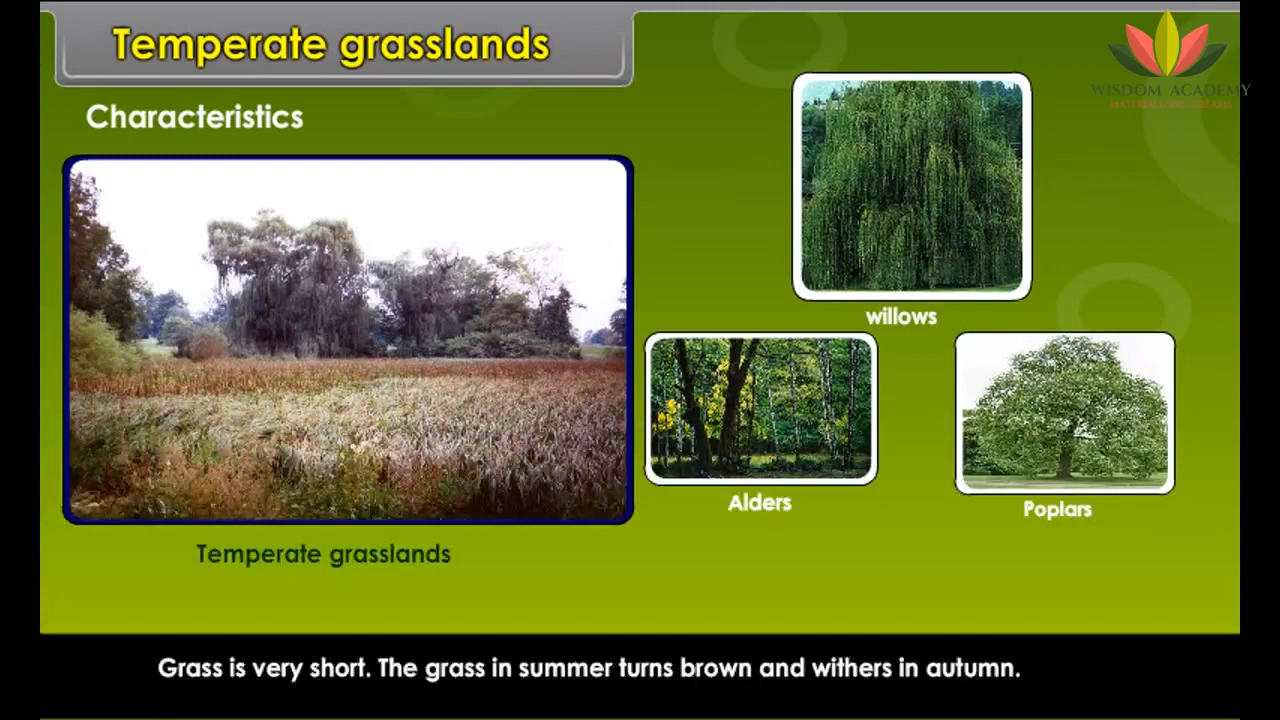 Temperate grasslands
WISDOM ACADEMY
Characteristics
willows
Alders
Poplars
Temperate grasslands
Grass is very short. The grass in summer turns brown and withers in autumn.